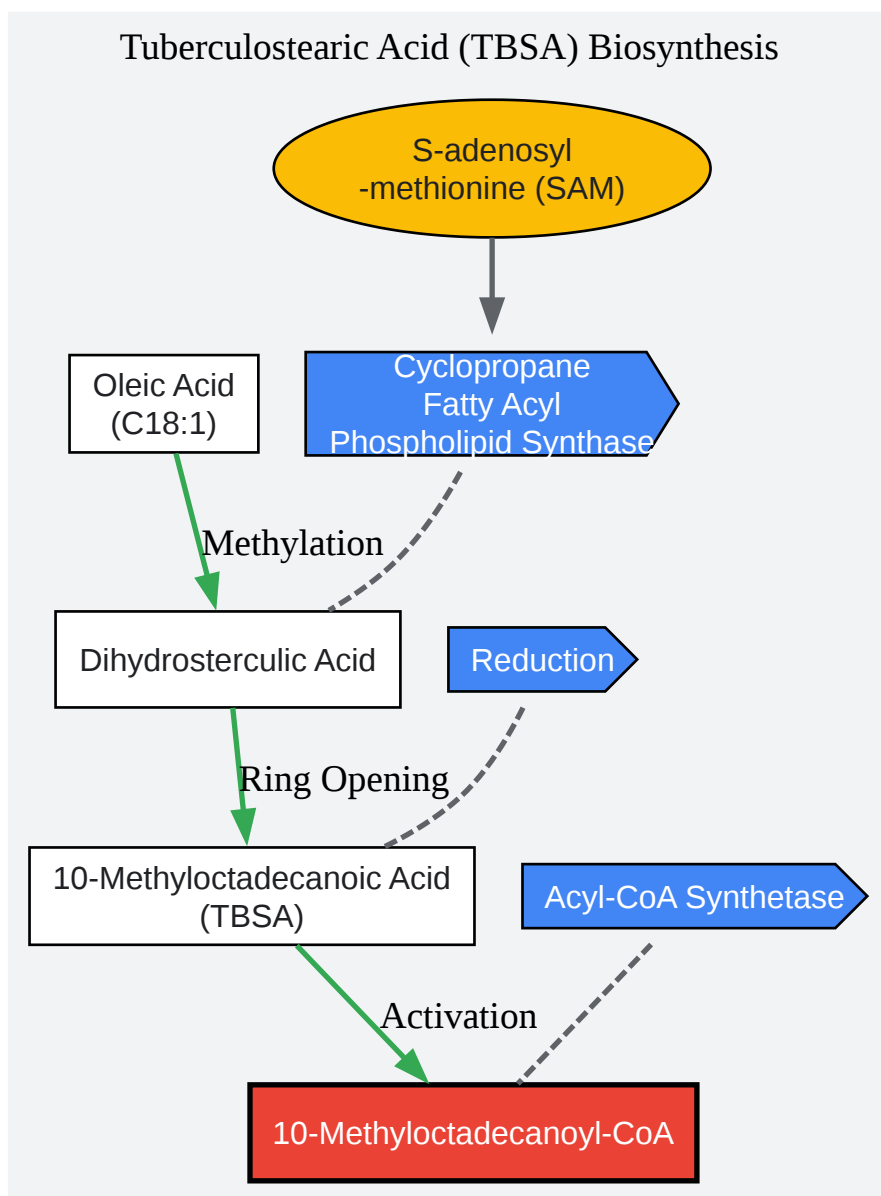 Tuberculostearic Acid (TBSA) Biosynthesis
S-adenosyl
-methionine (SAM)
Oleic Acid
(C18:1)
Cyclopropane
Fatty Acyl
Phospholipid Synthase
Methylation
Dihydrosterculic Acid
Reduction
Ring Opening
10-Methyloctadecanoic Acid
(TBSA)
Acyl-CoA Synthetase
Activation
10-Methyloctadecanoyl-CoA